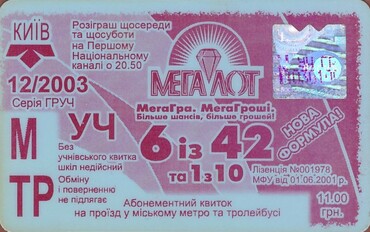 КИЇВ
Розіграш щосереди
та щосуботи
на Першому
Національному
каналі о 20.50
12/2003
Серія ГРУЧ
МЕГАЛОТ
МегаГра. МегаГроші.
Більше шансів, більше грошей!
М УЧ
6 із 42
та 1 з 10
НОВА
ФОРМУЛА!
Без
учнівського квитка
шкіл недійсний
Ліцензія №001978
МФУ від 01.06.2001 р.
ТР
Обміну
і поверненню
не підлягає
Абонементний квиток
на проїзд у міському метро та тролейбусі
11.00
грн.